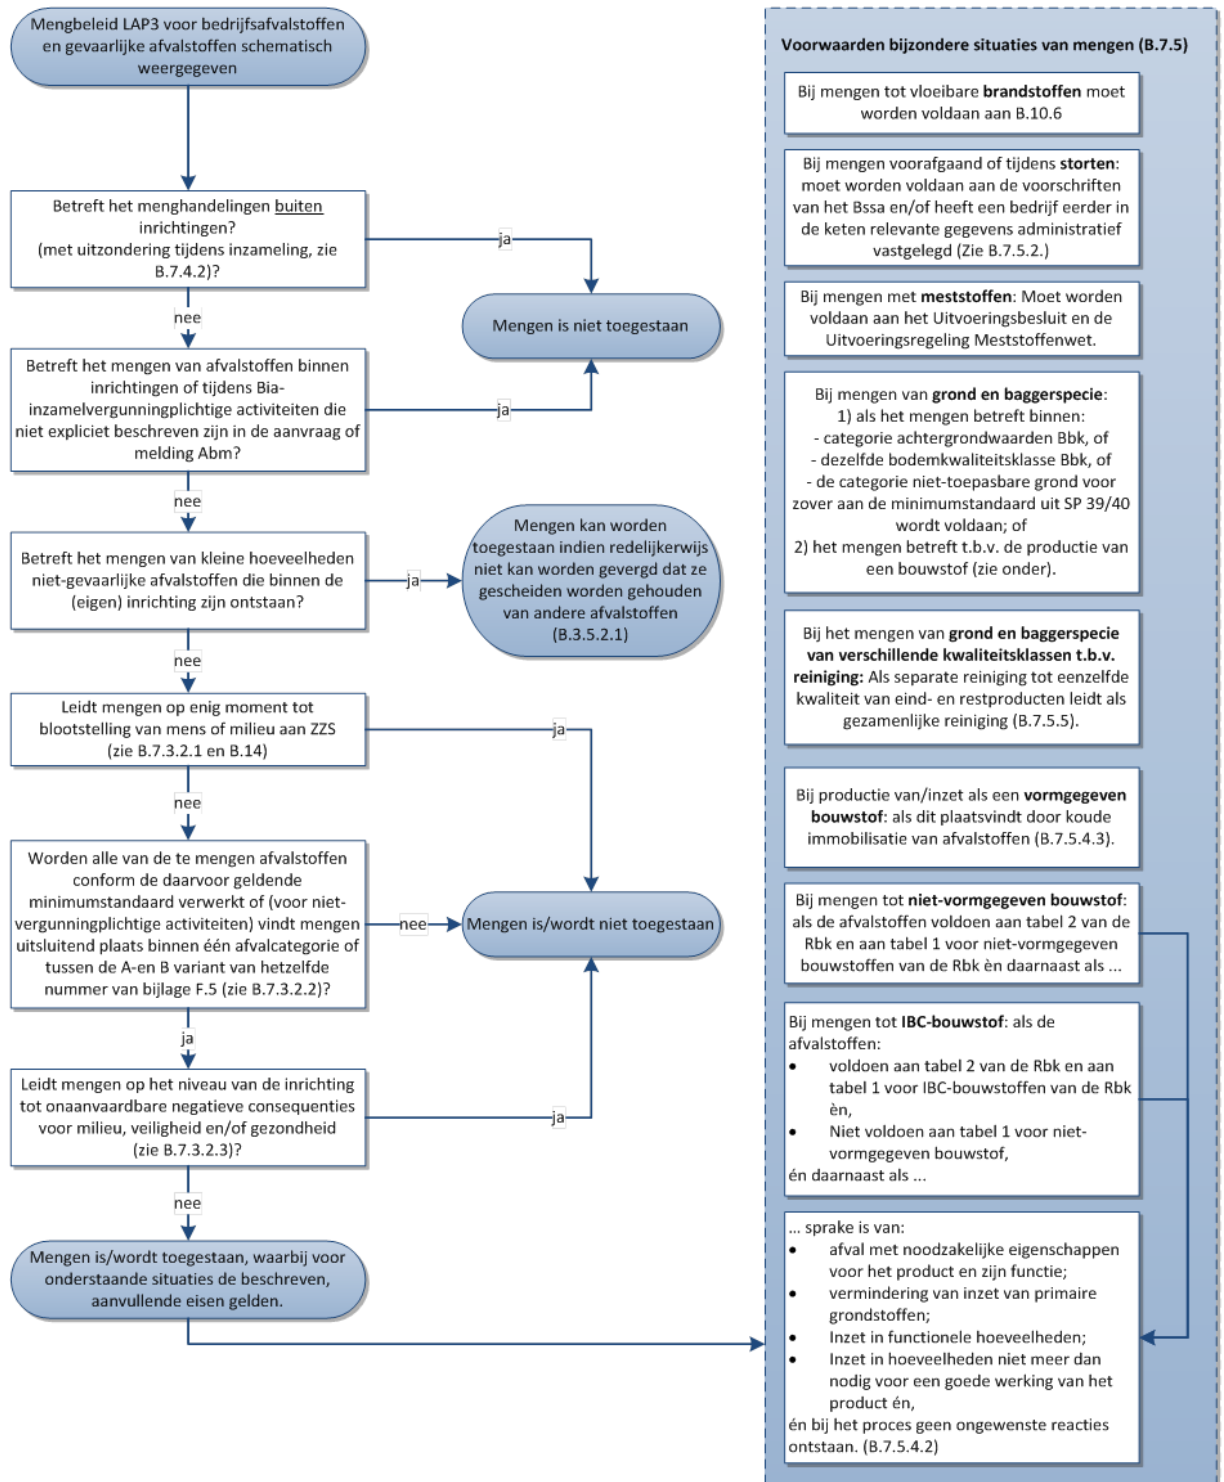 Mengbeleid LAP3 voor bedrijfsafvalstoffen
en gevaarlijke afvalstoffen schematisch
weergegeven
Betreft het menghandelingen buiten
inrichtingen?
(met uitzondering tijdens inzameling, zie
B.7.4.2)?
ja
nee
Mengen is niet toegestaan
Betreft het mengen van afvalstoffen binnen
inrichtingen of tijdens Bia-
inzamelvergunningplichtige activiteiten die
niet expliciet beschreven zijn in de aanvraag of
melding Abm?
ja
nee
Betreft het mengen van kleine hoeveelheden
niet-gevaarlijke afvalstoffen die binnen de
(eigen) inrichting zijn ontstaan?
ja
Mengen kan worden
toegestaan indien redelijkerwijs
niet kan worden gevergd dat ze
gescheiden worden gehouden
van andere afvalstoffen
(B.3.5.2.1)
nee
Leidt mengen op enig moment tot
blootstelling van mens of milieu aan ZZS
(zie B.7.3.2.1 en B.14)
ja
nee
Worden alle van de te mengen afvalstoffen
conform de daarvoor geldende
minimumstandaard verwerkt of (voor niet-
vergunningplichtige activiteiten) vindt mengen
uitsluitend plaats binnen één afvalcategorie of
tussen de A-en B variant van hetzelfde
nummer van bijlage F.5 (zie B.7.3.2.2)?
nee
Mengen is/wordt niet toegestaan
ja
Leidt mengen op het niveau van de inrichting
tot onaanvaardbare negatieve consequenties
voor milieu, veiligheid en/of gezondheid
(zie B.7.3.2.3)?
ja
nee
Mengen is/wordt toegestaan, waarbij voor
onderstaande situaties de beschreven,
aanvullende eisen gelden.
Voorwaarden bijzondere situaties van mengen (B.7.5)
Bij mengen tot vloeibare brandstoffen moet
worden voldaan aan B.10.6
Bij mengen voorafgaand of tijdens storten:
moet worden voldaan aan de voorschriften
van het Bssa en/of heeft een bedrijf eerder in
de keten relevante gegevens administratief
vastgelegd (Zie B.7.5.2.)
Bij mengen met meststoffen: Moet worden
voldaan aan het Uitvoeringsbesluit en de
Uitvoeringsregeling Meststoffenwet.
Bij mengen van grond en baggerspecie:
1) als het mengen betreft binnen:
- categorie achtergrondwaarden Bbk, of
- dezelfde bodemkwaliteitsklasse Bbk, of
- de categorie niet-toepasbare grond voor
zover aan de minimumstandaard uit SP 39/40
wordt voldaan; of
2) het mengen betreft t.b.v. de productie van
een bouwstof (zie onder).
Bij het mengen van grond en baggerspecie
van verschillende kwaliteitsklassen t.b.v.
reiniging: Als separate reiniging tot eenzelfde
kwaliteit van eind- en restproducten leidt als
gezamenlijke reiniging (B.7.5.5).
Bij productie van/inzet als een vormgegeven
bouwstof: als dit plaatsvindt door koude
immobilisatie van afvalstoffen (B.7.5.4.3).
Bij mengen tot niet-vormgegeven bouwstof:
als de afvalstoffen voldoen aan tabel 2 van de
Rbk en aan tabel 1 voor niet-vormgegeven
bouwstoffen van de Rbk èn daarnaast als ...
Bij mengen tot IBC-bouwstof: als de
afvalstoffen:
• voldoen aan tabel 2 van de Rbk en aan
tabel 1 voor IBC-bouwstoffen van de Rbk
èn,
• Niet voldoen aan tabel 1 voor niet-
vormgegeven bouwstof,
én daarnaast als ...
... sprake is van:
• afval met noodzakelijke eigenschappen
voor het product en zijn functie;
• vermindering van inzet van primaire
grondstoffen;
• Inzet in functionele hoeveelheden;
• Inzet in hoeveelheden niet meer dan
nodig voor een goede werking van het
product én,
én bij het proces geen ongewenste reacties
ontstaan. (B.7.5.4.2)